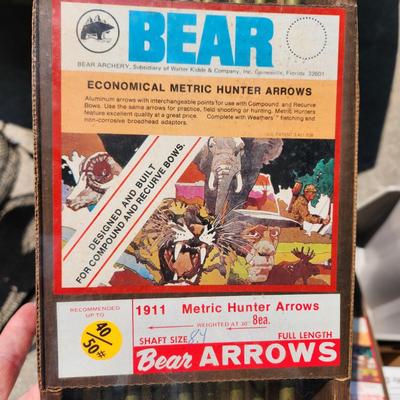 BEAR
BEAR ARCHERY, Subsidiary of Walter Kidde & Company, Inc. Gainesville, Florida 32601
ECONOMICAL METRIC HUNTER ARROWS
Aluminum arrows with interchangeable points for use with Compound and Recurve
Bows. Use the same arrows for practice, field shooting or hunting. Metric Hunters
feature excellent quality at a great price. Complete with Weathers fletching and
non-corrosive broadhead adaptors.
DESIGNED AND BUILT
FOR COMPOUND AND RECURVE BOWS.
RECOMMENDED
UP TO
40/
50#
1911 Metric Hunter Arrows
WEIGHTED AT 30" 8ea.
SHAFT SIZE 8.4 FULL LENGTH
Bear ARROWS